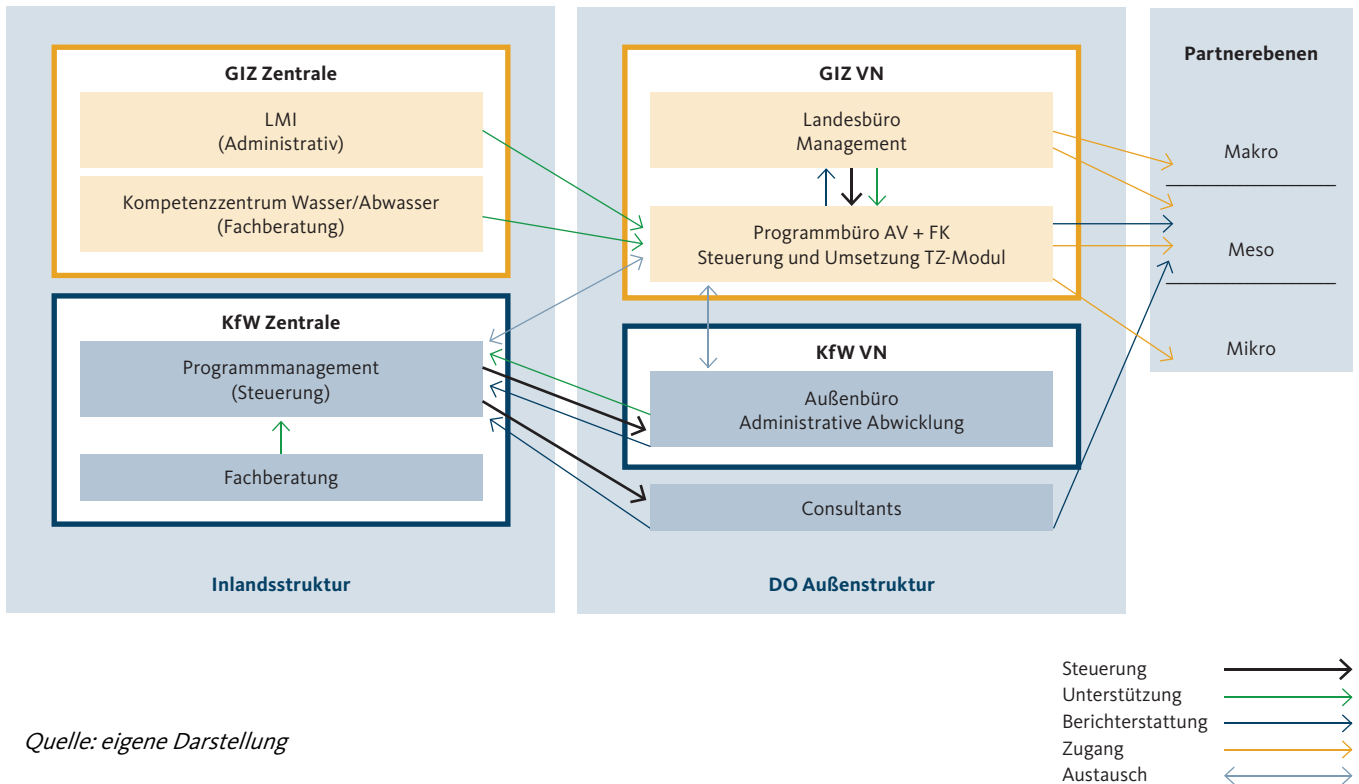 GIZ Zentrale
LMI
(Administrativ)
Kompetenzzentrum Wasser/Abwasser
(Fachberatung)
KfW Zentrale
Programmmanagement
(Steuerung)
Fachberatung
Inlandsstruktur
GIZ VN
Landesbüro
Management
Programmbüro AV + FK
Steuerung und Umsetzung TZ-Modul
KfW VN
Außenbüro
Administrative Abwicklung
Consultants
DO Außenstruktur
Partnerebenen
Makro
Meso
Mikro
Steuerung
Unterstützung
Berichterstattung
Zugang
Austausch
Quelle: eigene Darstellung